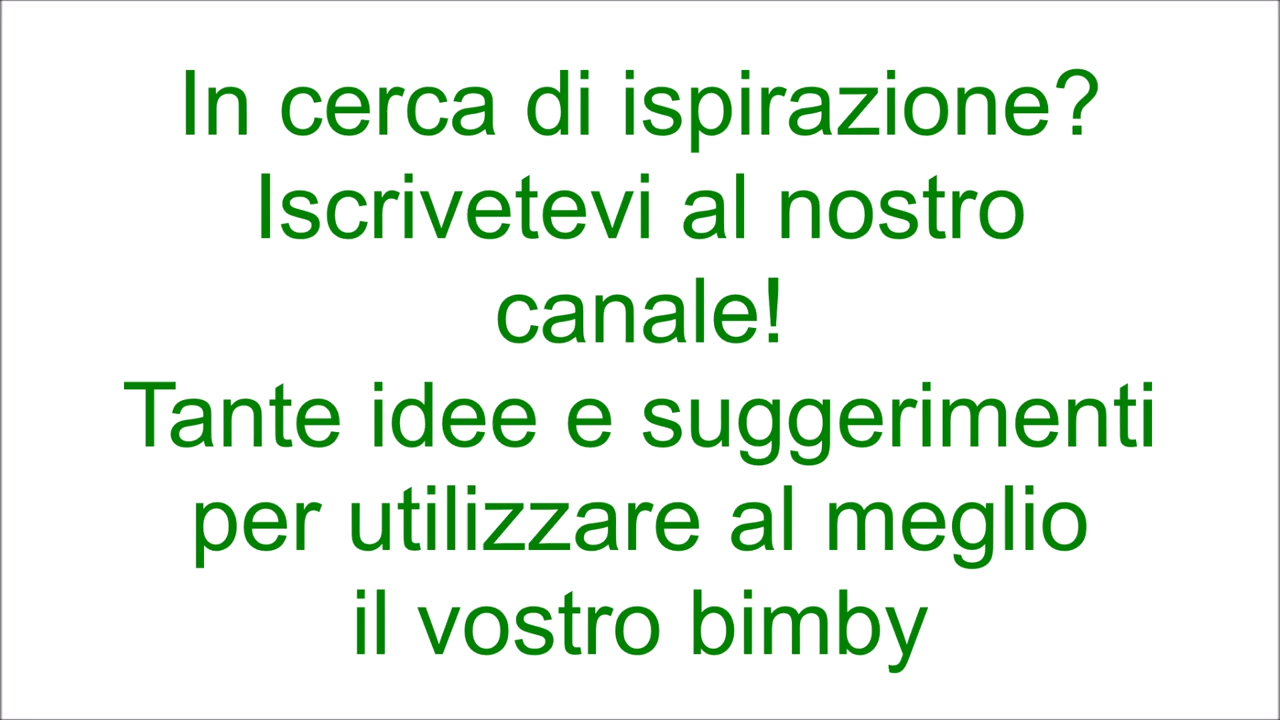 In cerca di ispirazione?
Iscrivetevi al nostro
canale!
Tante idee e suggerimenti
per utilizzare al meglio
il vostro bimby